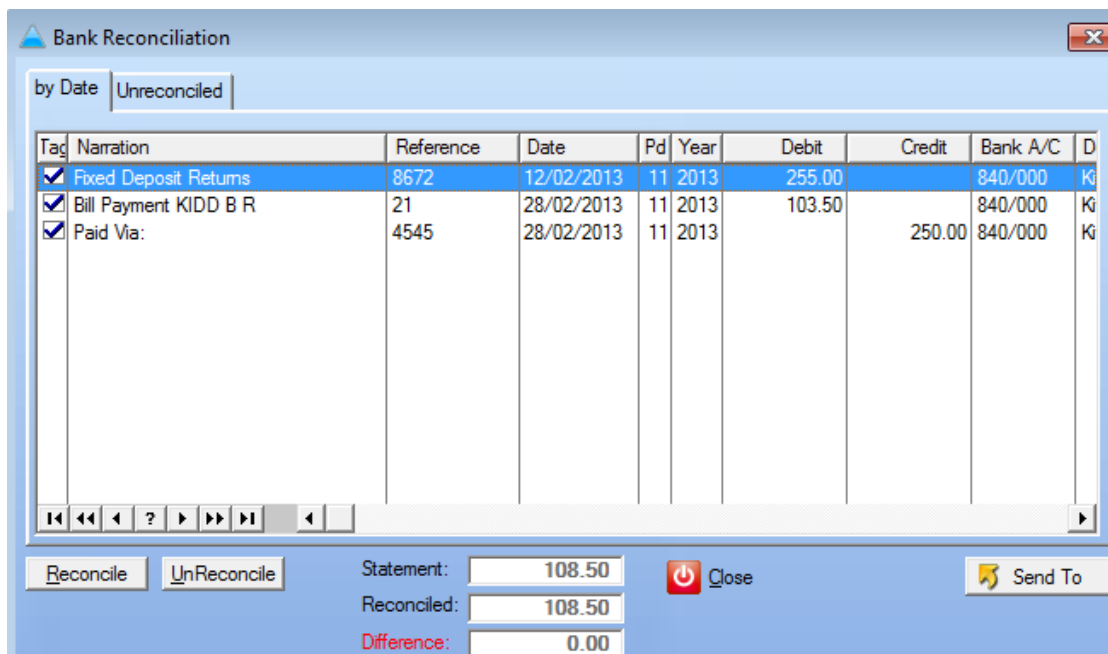 Bank Reconciliation
by Date Unreconciled
Tag Narration Reference Date Pd Year Debit Credit Bank A/C D
Fixed Deposit Returns 8672 12/02/2013 11 2013 255.00 840/000 Ki
Bill Payment KIDD B R 21 28/02/2013 11 2013 103.50 840/000 Ki
Paid Via: 4545 28/02/2013 11 2013 250.00 840/000 Ki
?
Reconcile UnReconcile Statement: 108.50 Close Send To
Reconciled: 108.50
Difference: 0.00